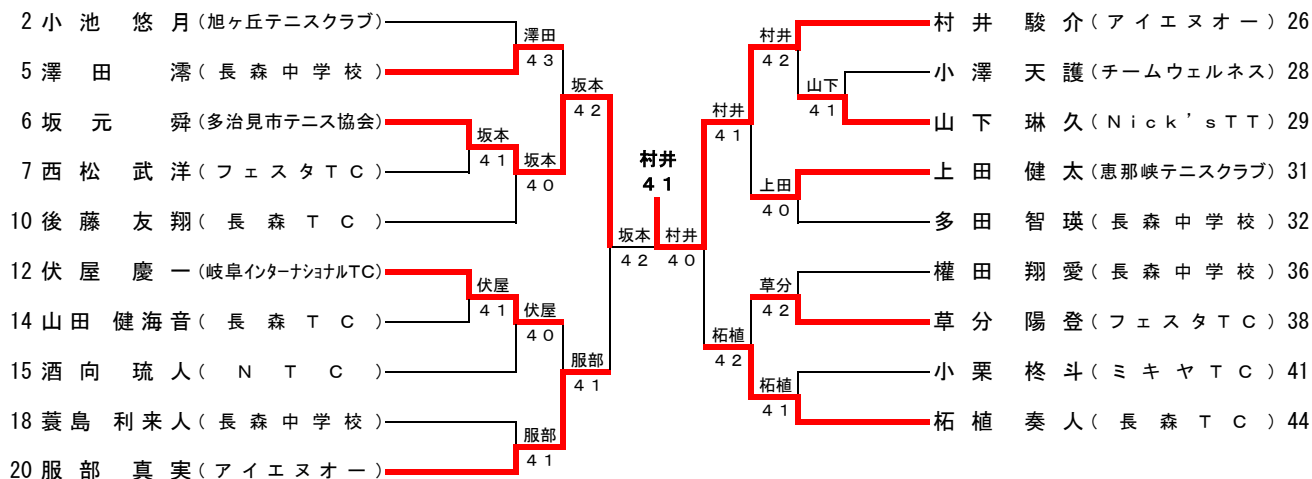 2 小池 悠月 (旭ヶ丘テニスクラブ)
5 澤田 澪 (長森中学校)
6 坂元 舜 (多治見市テニス協会)
7 西松 武洋 (フェスタTC)
10 後藤 友翔 (長森TC)
12 伏屋 慶一 (岐阜インターナショナルTC)
14 山田 健海音 (長森TC)
15 酒向 琉人 (NTC)
18 蓑島 利来人 (長森中学校)
20 服部 真実 (アイエヌオー)
澤田
43
坂本
42
坂本
41
坂本
40
伏屋
41
伏屋
40
服部
41
服部
41
坂本
42
村井
41
村井
40
村井
41
村井
42
山下
41
上田
40
草分
42
柘植
42
柘植
41
村井 駿介 (アイエヌオー) 26
小澤 天護 (チームウェルネス) 28
山下 琳久 (Nick'sTT) 29
上田 健太 (恵那峡テニスクラブ) 31
多田 智瑛 (長森中学校) 32
權田 翔愛 (長森中学校) 36
草分 陽登 (フェスタTC) 38
小栗 柊斗 (ミキヤTC) 41
柘植 奏人 (長森TC) 44